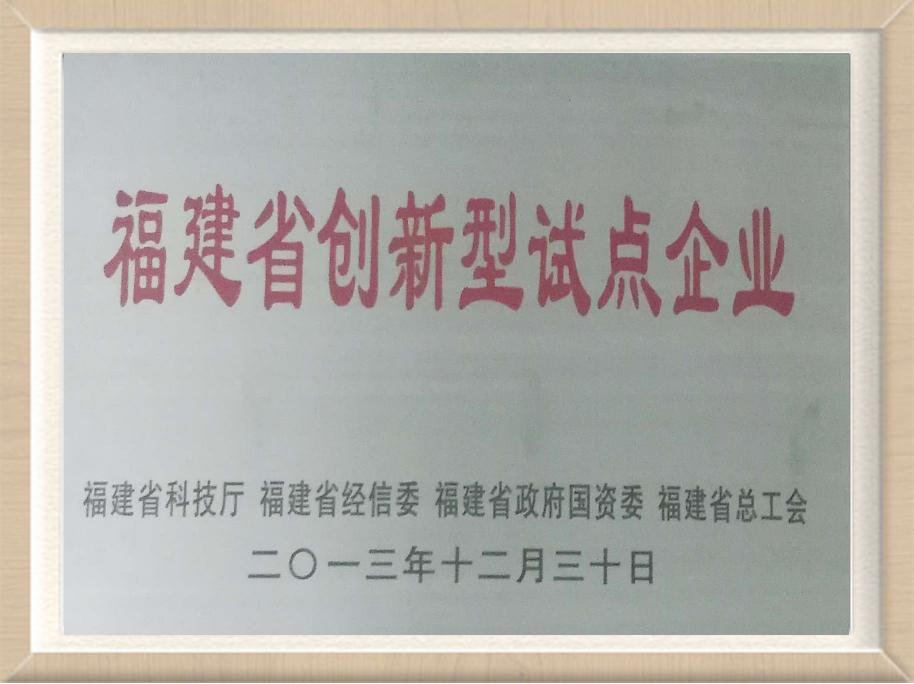 福建省创新型试点企业
福建省科技厅 福建省经信委 福建省政府国资委 福建省总工会
二〇一三年十二月三十日